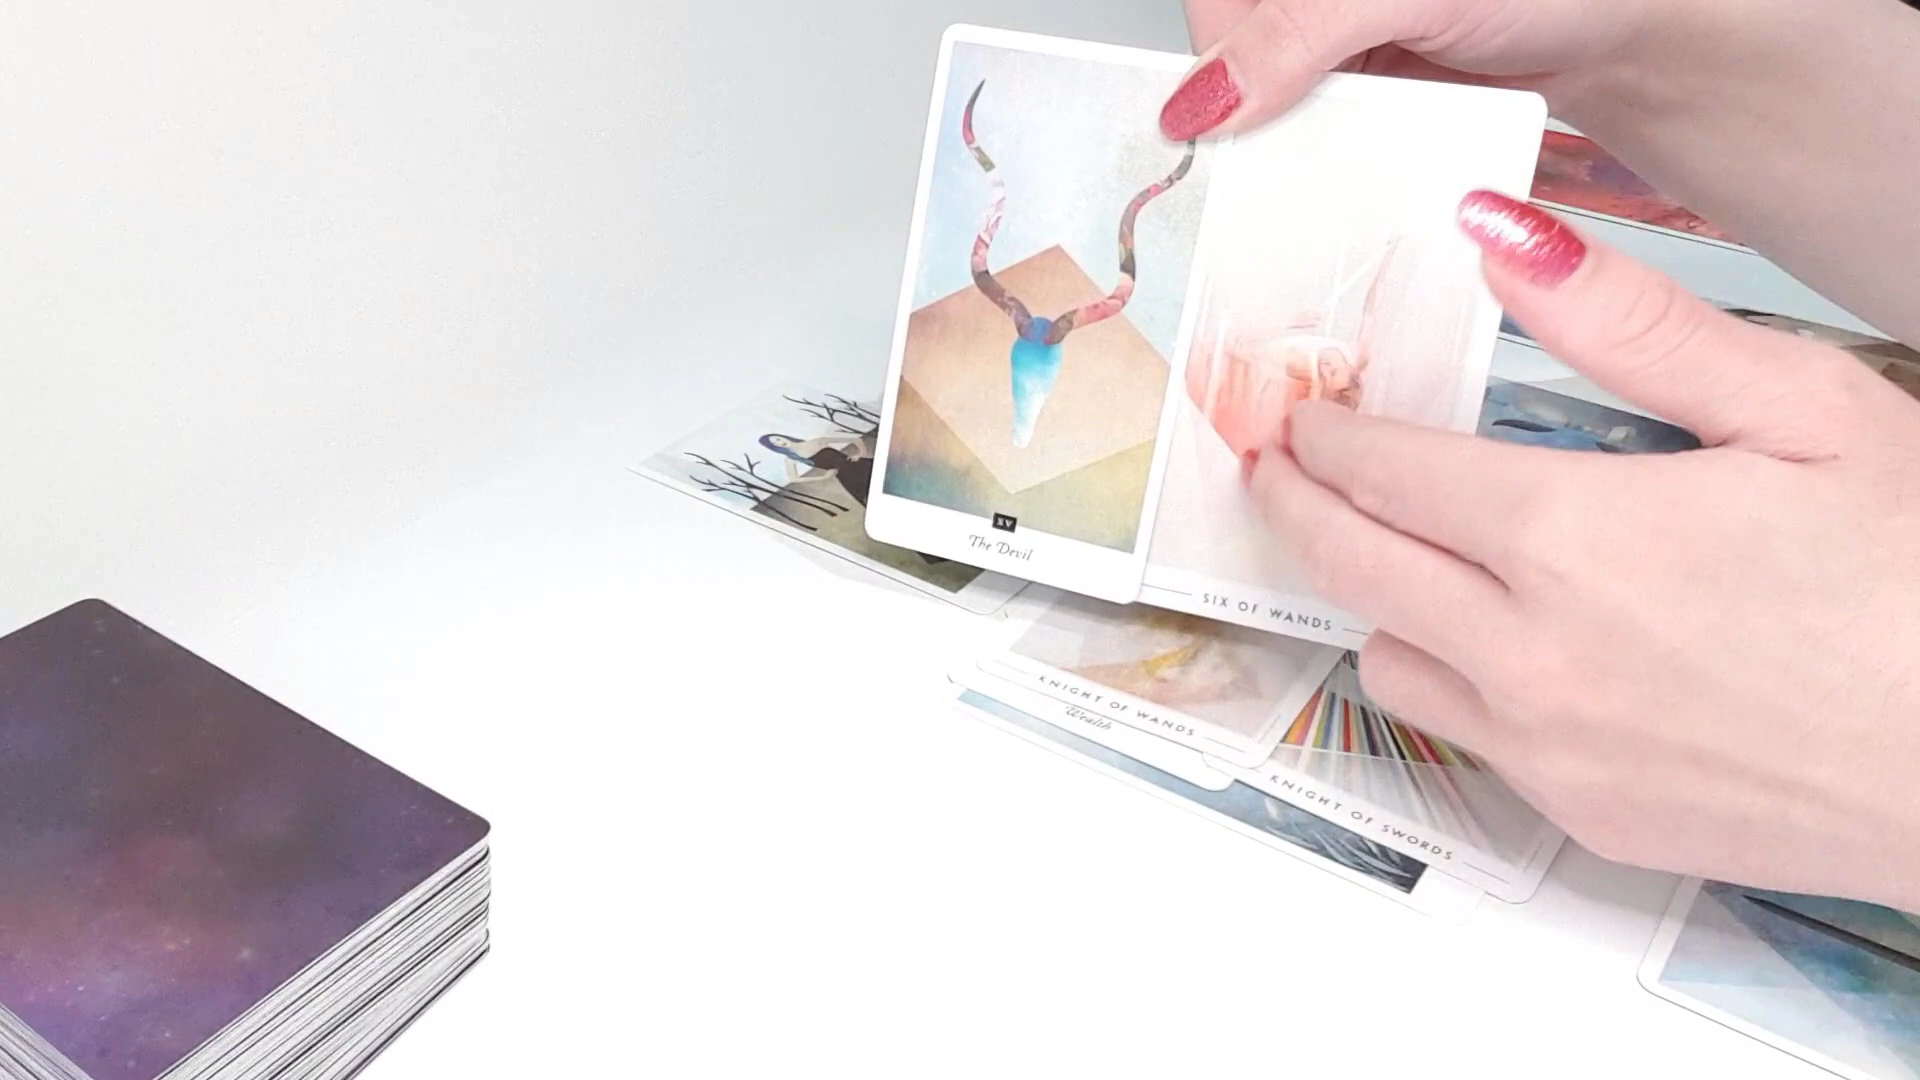 XV
The Devil
SIX OF WANDS
KNIGHT OF WANDS
Wealth
KNIGHT OF SWORDS